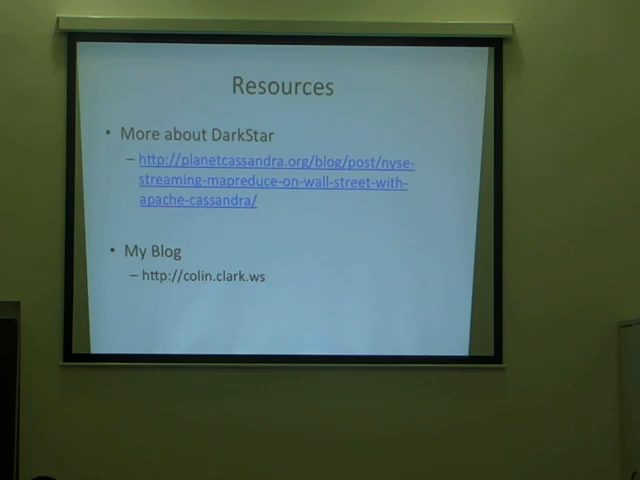 Resources
• More about DarkStar
– http://planetcassandra.org/blog/post/nyse-
streaming-mapreduce-on-wall-street-with-
apache-cassandra/
• My Blog
– http://colin.clark.ws